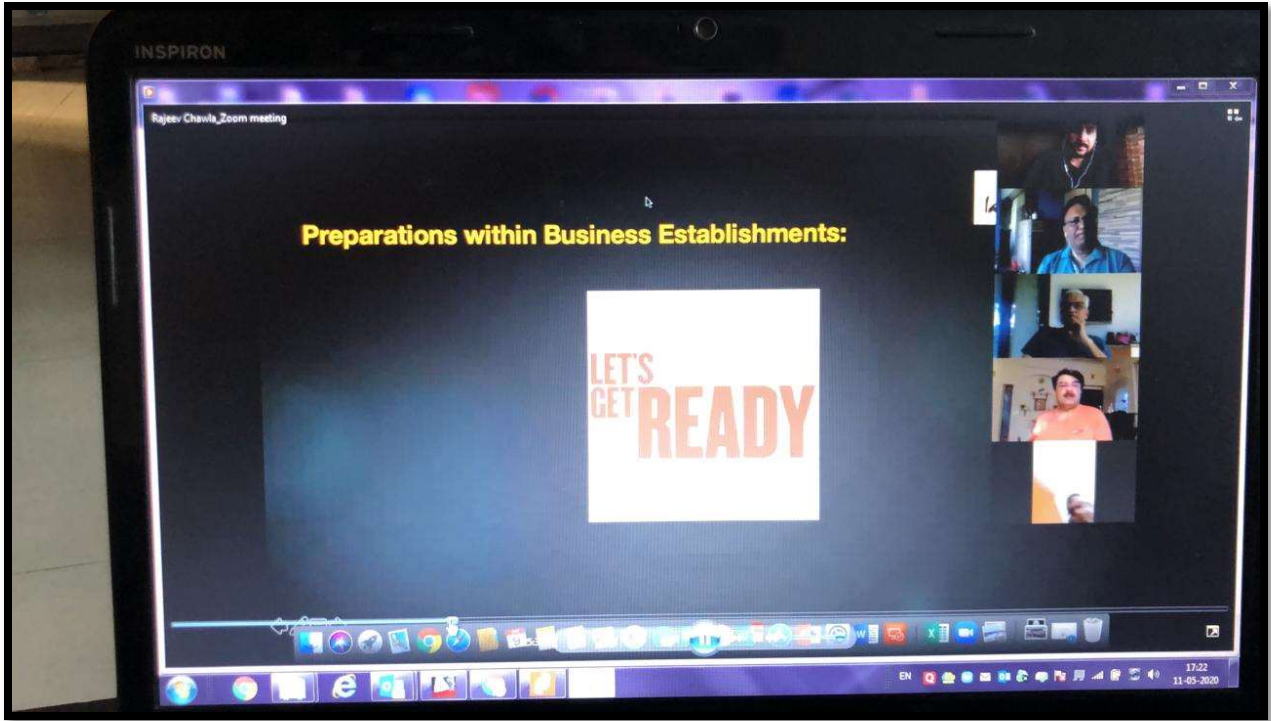 INSPIRON
Rajeev Chawla_Zoom meeting
Preparations within Business Establishments:
LET'S
GET READY
EN
17:22
11-05-2020